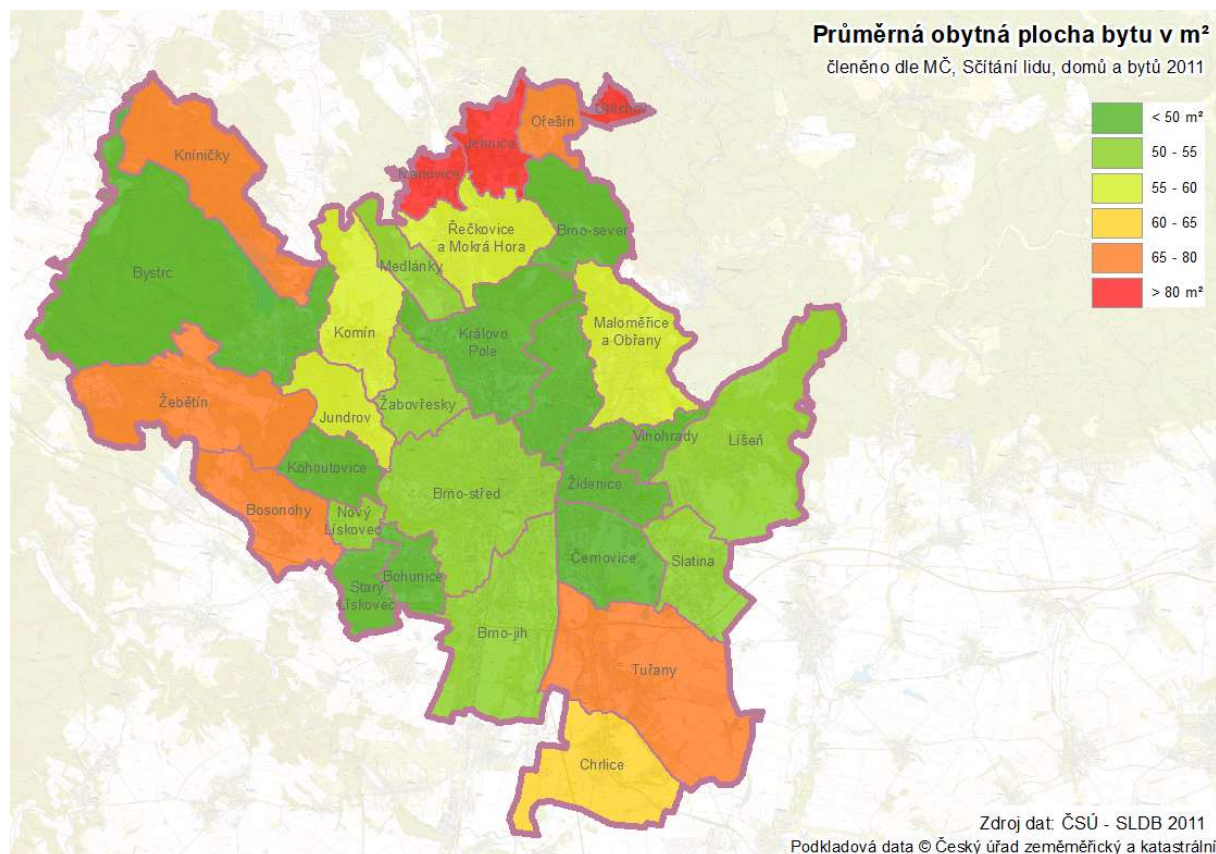 Průměrná obytná plocha bytu v m²
členěno dle MČ, Sčítání lidu, domů a bytů 2011
< 50 m²
50 - 55
55 - 60
60 - 65
65 - 80
> 80 m²
Útěchov
Ořešín
Jehnice
Kníničky
Ivanovice
Řečkovice
a Mokrá Hora
Brno-sever
Medlánky
Bystrc
Komín
Královo
Pole
Maloměřice
a Obřany
Žebětín
Jundrov
Žabovřesky
Vinohrady
Líšeň
Kohoutovice
Brno-střed
Židenice
Bosonohy
Nový
Lískovec
Černovice
Slatina
Bohunice
Starý
Lískovec
Brno-jih
Tuřany
Chrlice
Zdroj dat: ČSÚ - SLDB 2011
Podkladová data © Český úřad zeměměřický a katastrální